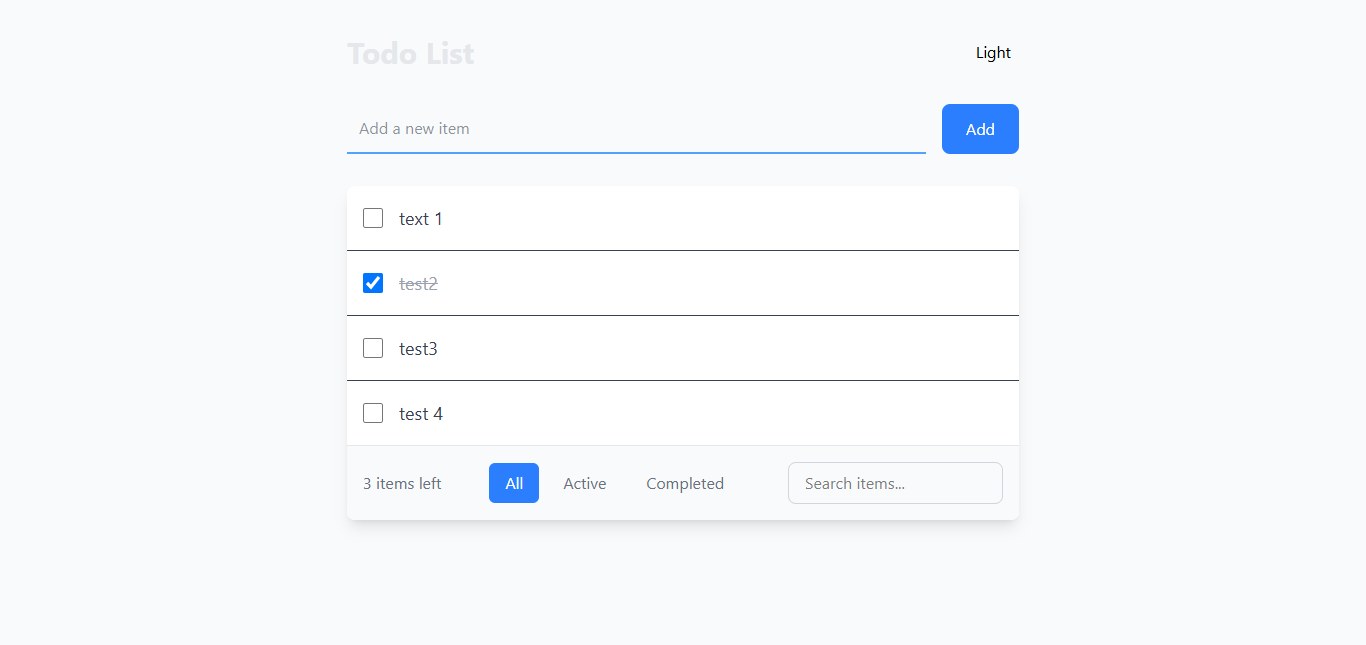 Todo List
Light
Add a new item
Add
text 1
test2
test3
test 4
3 items left
All
Active
Completed
Search items...